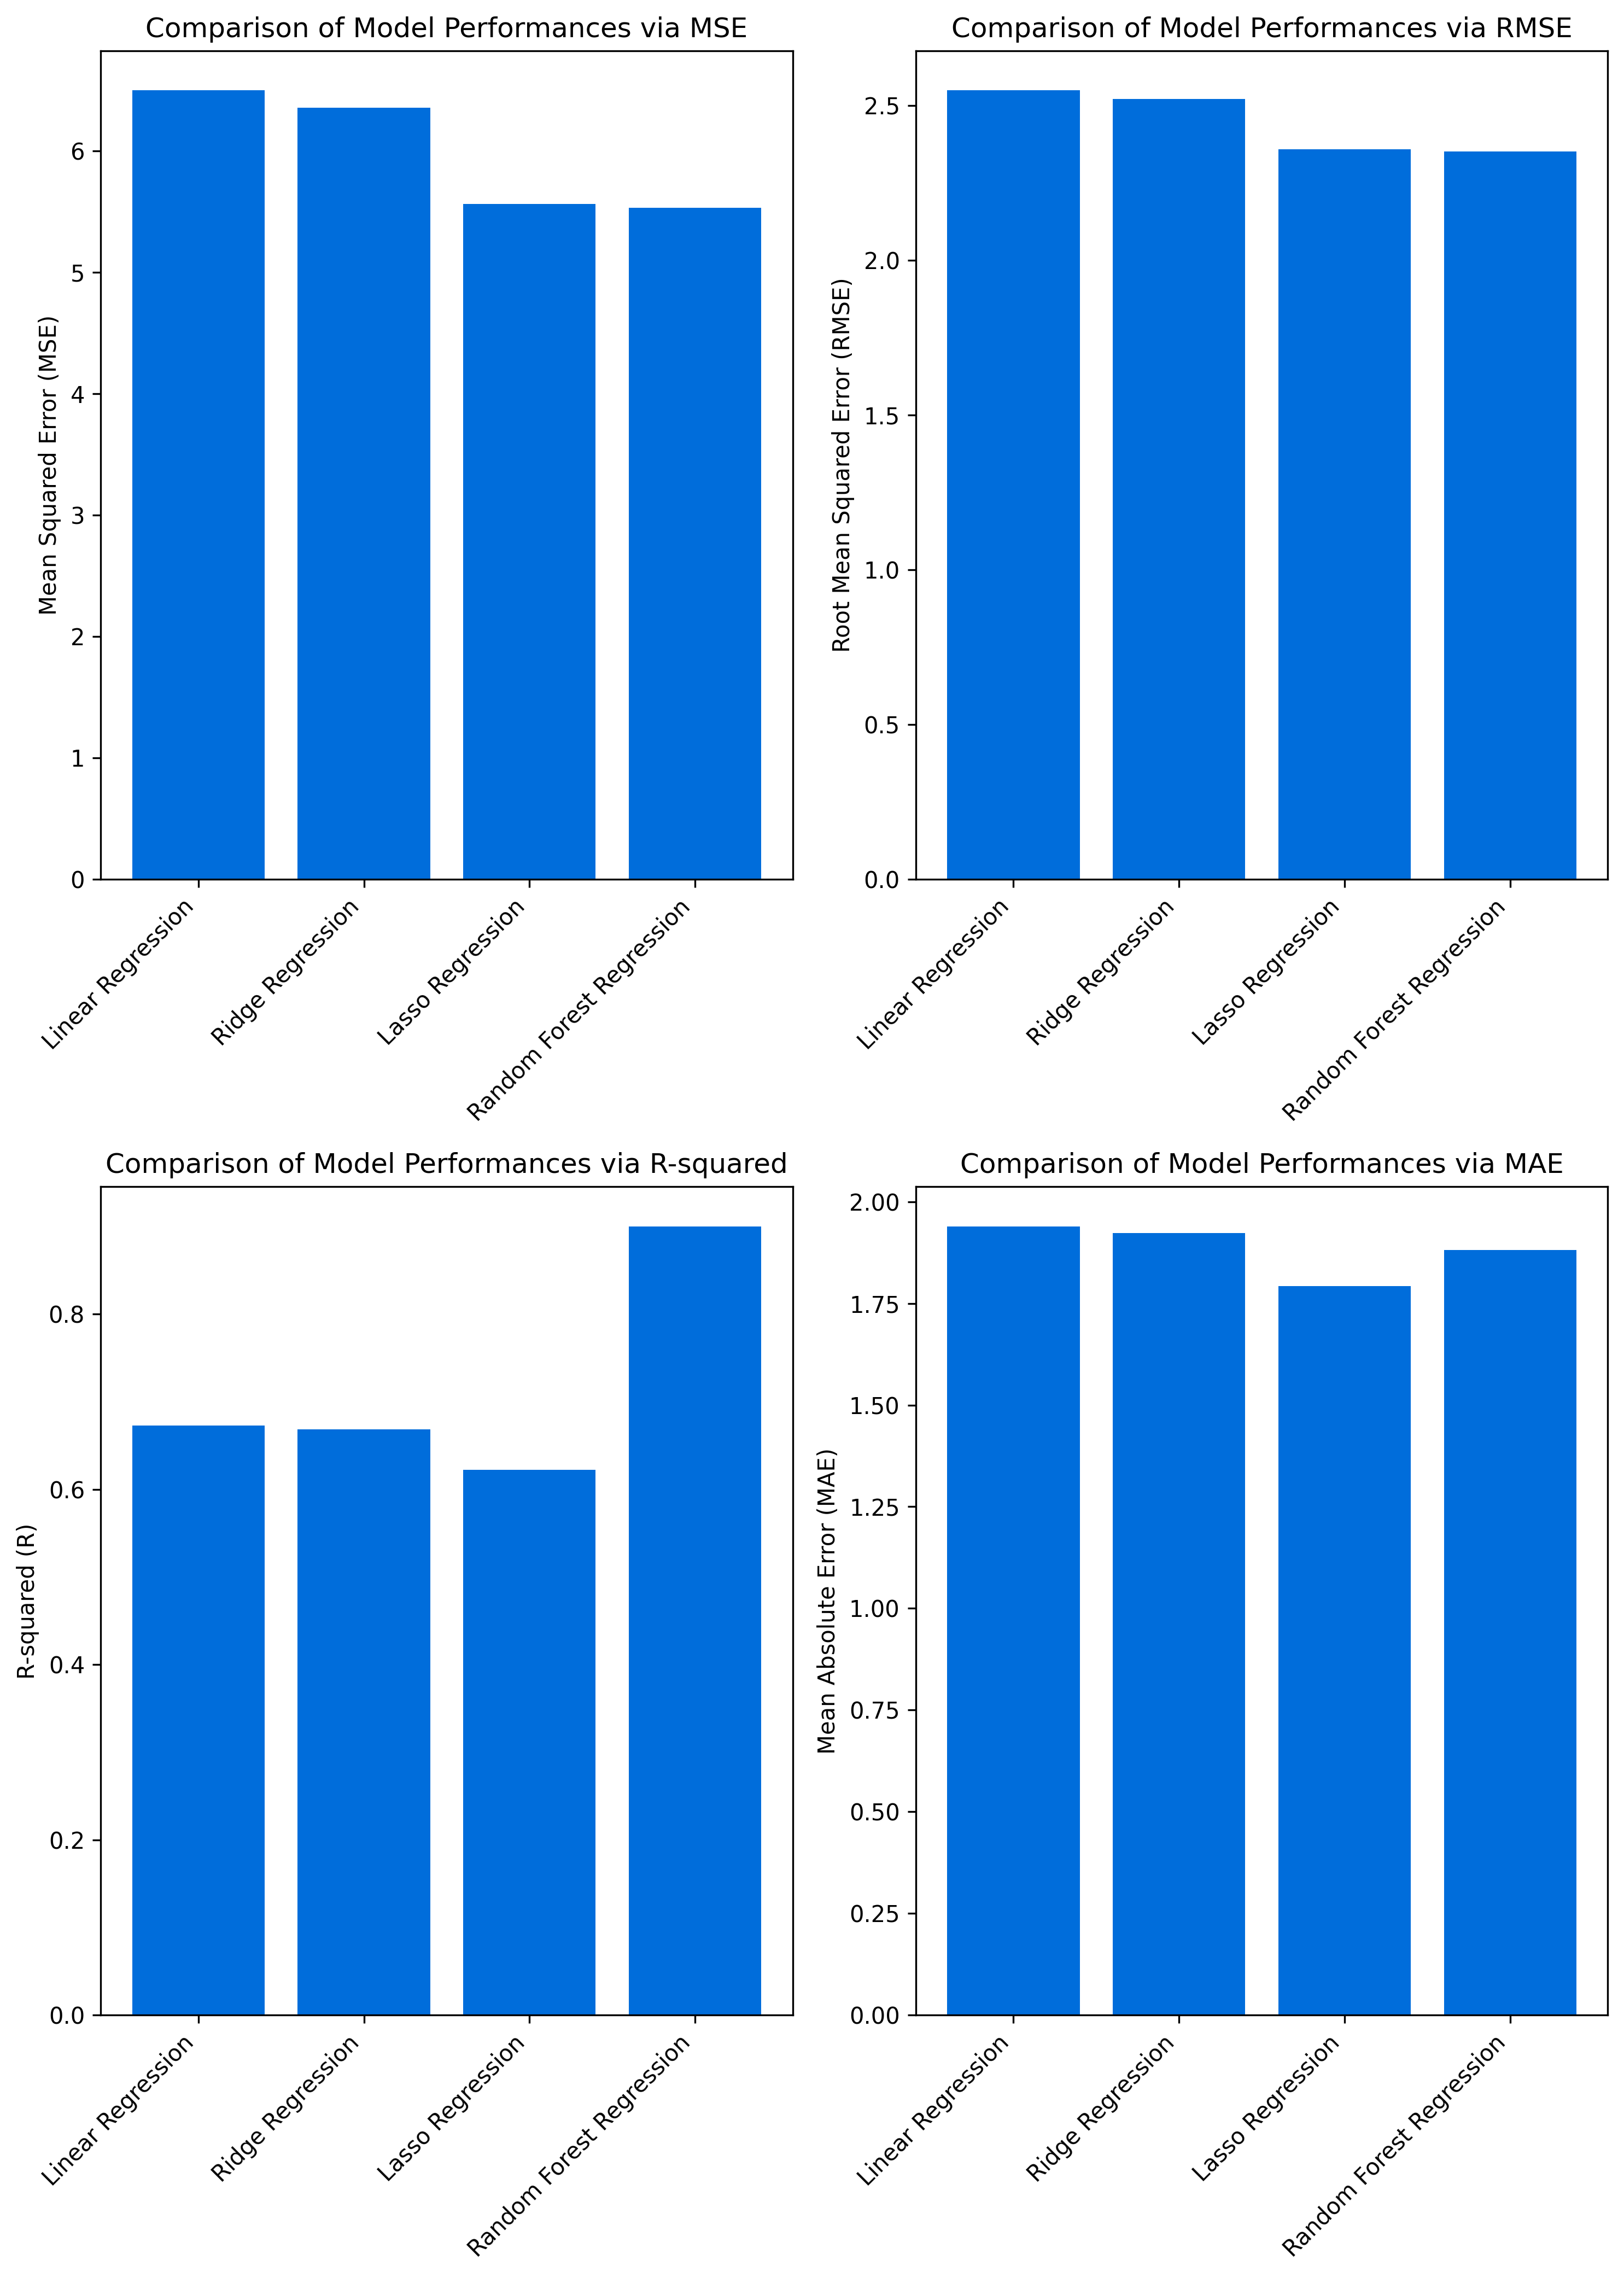 Comparison of Model Performances via MSE
Mean Squared Error (MSE)
6
5
4
3
2
1
0
Linear Regression
Ridge Regression
Lasso Regression
Random Forest Regression
Comparison of Model Performances via RMSE
Root Mean Squared Error (RMSE)
2.5
2.0
1.5
1.0
0.5
0.0
Linear Regression
Ridge Regression
Lasso Regression
Random Forest Regression
Comparison of Model Performances via R-squared
R-squared (R)
0.8
0.6
0.4
0.2
0.0
Linear Regression
Ridge Regression
Lasso Regression
Random Forest Regression
Comparison of Model Performances via MAE
Mean Absolute Error (MAE)
2.00
1.75
1.50
1.25
1.00
0.75
0.50
0.25
0.00
Linear Regression
Ridge Regression
Lasso Regression
Random Forest Regression